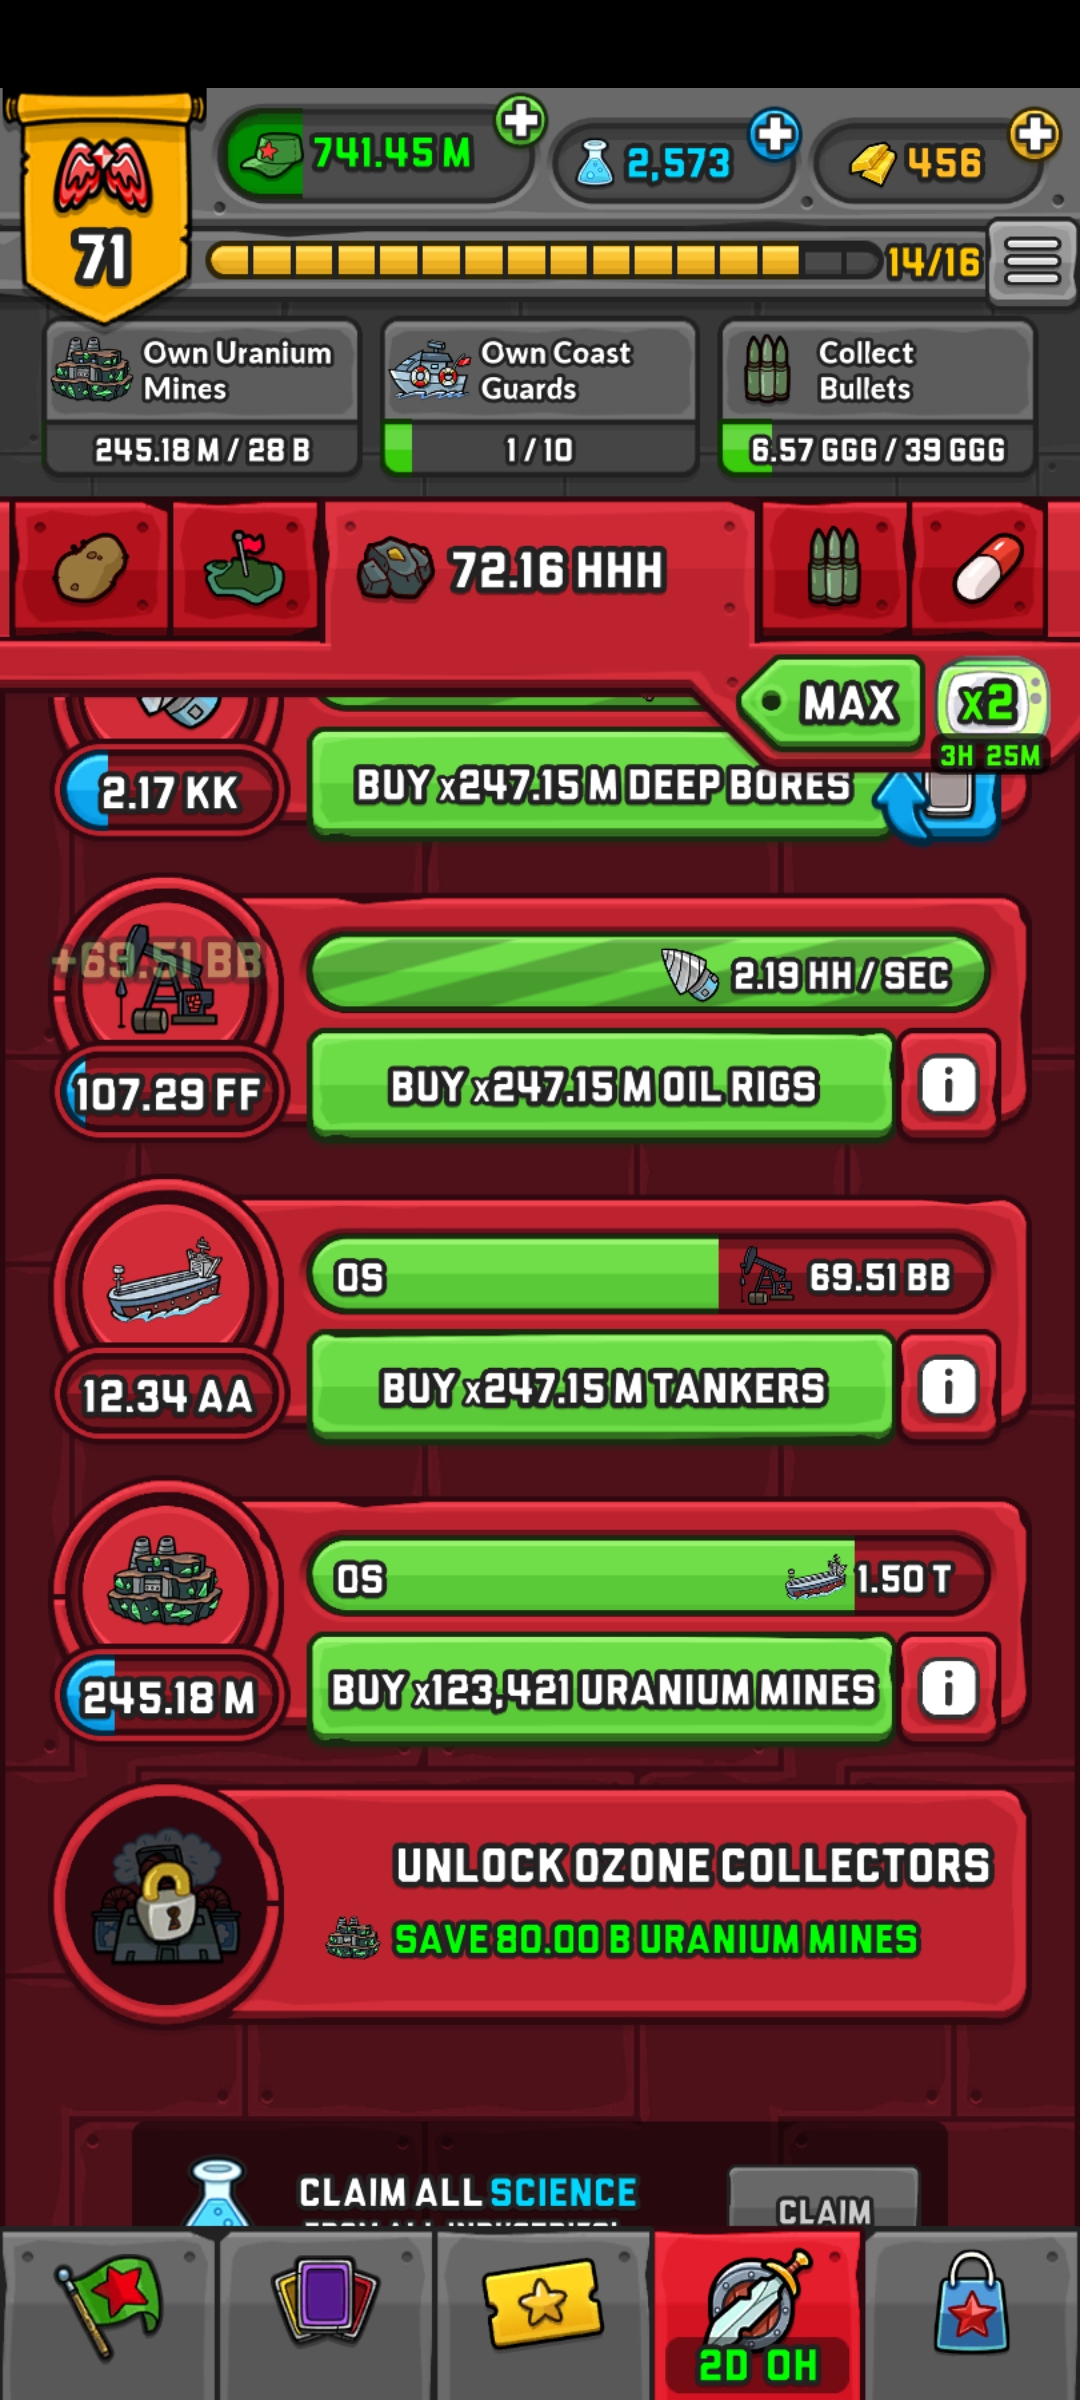 741.45 M
2,573
456
71
14/16
Own Uranium
Mines
245.18 M / 28 B
Own Coast
Guards
1 / 10
Collect
Bullets
6.57 GGG / 39 GGG
72.16 HHH
MAX
x2
3H 25M
2.17 KK
BUY x247.15 M DEEP BORES
+69.51 BB
2.19 HH / SEC
107.29 FF
BUY x247.15 M OIL RIGS
i
0S
69.51 BB
12.34 AA
BUY x247.15 M TANKERS
i
0S
1.50 T
245.18 M
BUY x123,421 URANIUM MINES
i
UNLOCK OZONE COLLECTORS
SAVE 80.00 B URANIUM MINES
CLAIM ALL SCIENCE
FROM ALL INDUSTRIES!
CLAIM
2D 0H